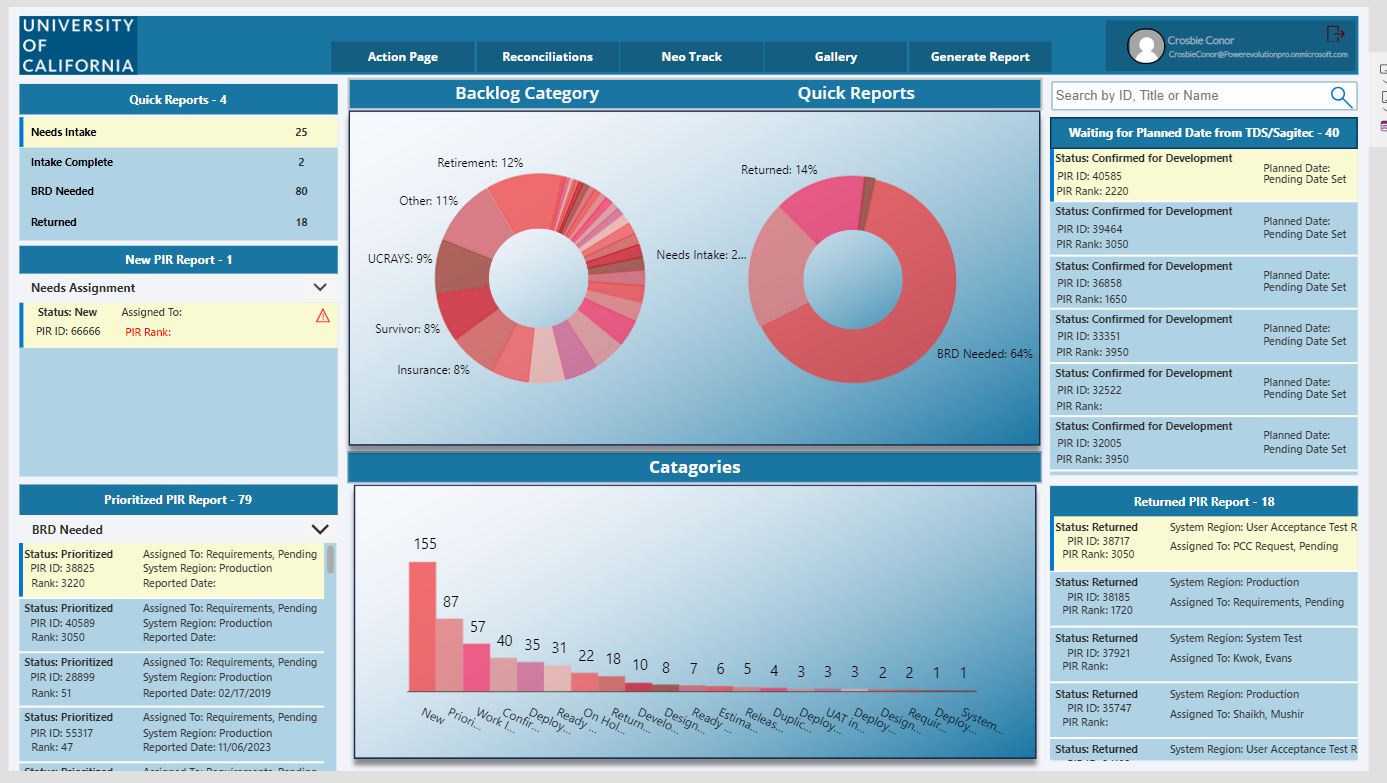 UNIVERSITY
OF
CALIFORNIA
Action Page
Reconciliations
Neo Track
Gallery
Generate Report
Crosbie Conor
CrosbieConor@Powerevolutionpro.onmicrosoft.com
Quick Reports - 4
Needs Intake 25
Intake Complete 2
BRD Needed 80
Returned 18
New PIR Report - 1
Needs Assignment
Status: New Assigned To:
PIR ID: 66666 PIR Rank:
Prioritized PIR Report - 79
BRD Needed
Status: Prioritized Assigned To: Requirements, Pending
PIR ID: 38825 System Region: Production
Rank: 3220 Reported Date:
Status: Prioritized Assigned To: Requirements, Pending
PIR ID: 40589 System Region: Production
Rank: 3050 Reported Date:
Status: Prioritized Assigned To: Requirements, Pending
PIR ID: 28899 System Region: Production
Rank: 51 Reported Date: 02/17/2019
Status: Prioritized Assigned To: Requirements, Pending
PIR ID: 55317 System Region: Production
Rank: 47 Reported Date: 11/06/2023
Backlog Category
Quick Reports
Retirement: 12%
Other: 11%
UCRAYS: 9%
Survivor: 8%
Insurance: 8%
Returned: 14%
Needs Intake: 2...
BRD Needed: 64%
Catagories
155
87
57
40
35
31
22
18
10
8
7
6
5
4
3
3
3
2
2
1
1
New
Priori...
Work I...
Confir...
Deploy...
Ready ...
On Hol...
Return...
Develo...
Design...
Ready ...
Estima...
Releas...
Duplic...
Deploy...
UAT in...
Deploy...
Design...
Requir...
Deploy...
System...
Search by ID, Title or Name
Waiting for Planned Date from TDS/Sagitec - 40
Status: Confirmed for Development
PIR ID: 40585
PIR Rank: 2220
Planned Date:
Pending Date Set
Status: Confirmed for Development
PIR ID: 39464
PIR Rank: 3050
Planned Date:
Pending Date Set
Status: Confirmed for Development
PIR ID: 36858
PIR Rank: 1650
Planned Date:
Pending Date Set
Status: Confirmed for Development
PIR ID: 33351
PIR Rank: 3950
Planned Date:
Pending Date Set
Status: Confirmed for Development
PIR ID: 32522
PIR Rank:
Planned Date:
Pending Date Set
Status: Confirmed for Development
PIR ID: 32005
PIR Rank: 3950
Planned Date:
Pending Date Set
Returned PIR Report - 18
Status: Returned System Region: User Acceptance Test R
PIR ID: 38717
PIR Rank: 3050 Assigned To: PCC Request, Pending
Status: Returned System Region: Production
PIR ID: 38185
PIR Rank: 1720 Assigned To: Requirements, Pending
Status: Returned System Region: System Test
PIR ID: 37921
PIR Rank: Assigned To: Kwok, Evans
Status: Returned System Region: Production
PIR ID: 35747
PIR Rank: Assigned To: Shaikh, Mushir
Status: Returned System Region: User Acceptance Test R